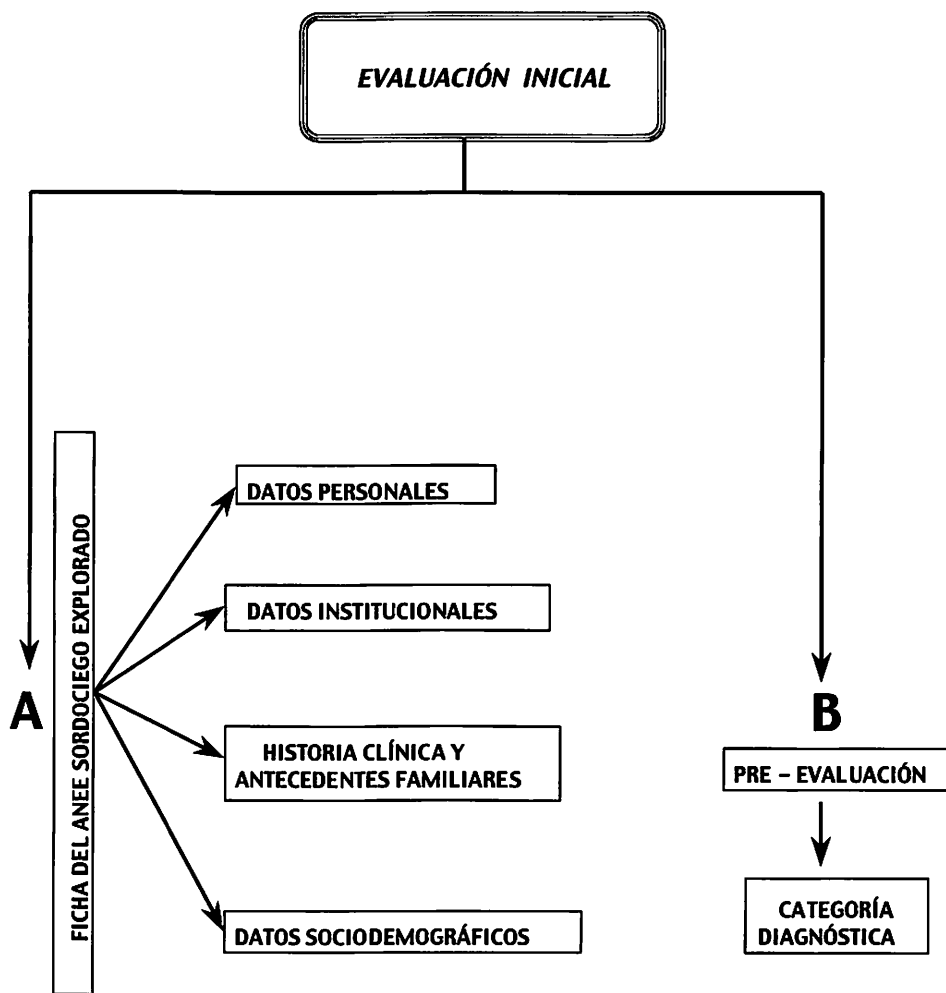 EVALUACIÓN INICIAL
A
FICHA DEL ANEE SORDOCIEGO EXPLORADO
DATOS PERSONALES
DATOS INSTITUCIONALES
HISTORIA CLÍNICA Y
ANTECEDENTES FAMILIARES
DATOS SOCIODEMOGRÁFICOS
B
PRE – EVALUACIÓN
CATEGORÍA
DIAGNÓSTICA